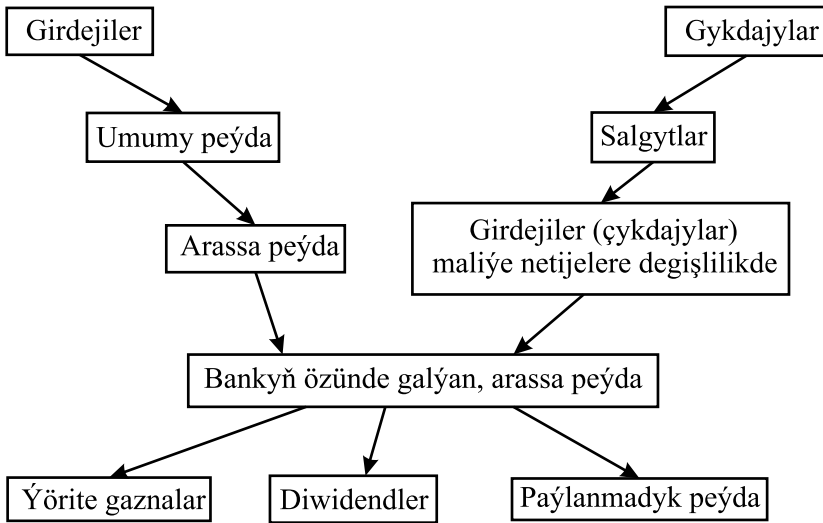 Girdejiler
Gykdajylar
Umumy peýda
Salgytlar
Arassa peýda
Girdejiler (çykdajylar)
maliýe netijelere degişlilikde
Bankyň özünde galýan, arassa peýda
Ýörite gaznalar
Diwidendler
Paýlanmadyk peýda